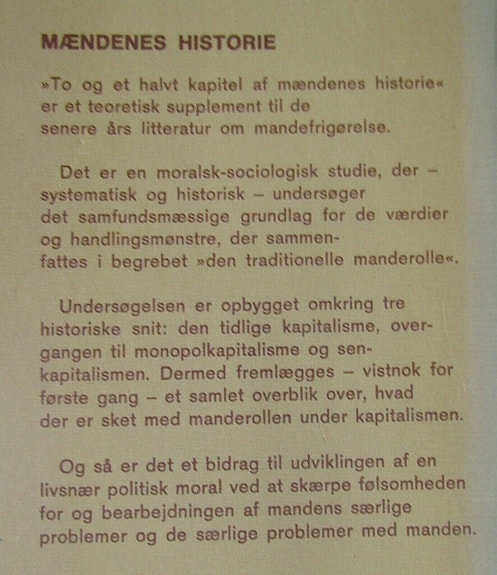 MÆNDENES HISTORIE
»To og et halvt kapitel af mændenes historie«
er et teoretisk supplement til de
senere års litteratur om mandefrigørelse.
Det er en moralsk-sociologisk studie, der –
systematisk og historisk – undersøger
det samfundsmæssige grundlag for de værdier
og handlingsmønstre, der sammen-
fattes i begrebet »den traditionelle manderolle«.
Undersøgelsen er opbygget omkring tre
historiske snit: den tidlige kapitalisme, over-
gangen til monopolkapitalisme og sen-
kapitalismen. Dermed fremlægges – vistnok for
første gang – et samlet overblik over, hvad
der er sket med manderollen under kapitalismen.
Og så er det et bidrag til udviklingen af en
livsnær politisk moral ved at skærpe følsomheden
for og bearbejdningen af mandens særlige
problemer og de særlige problemer med manden.